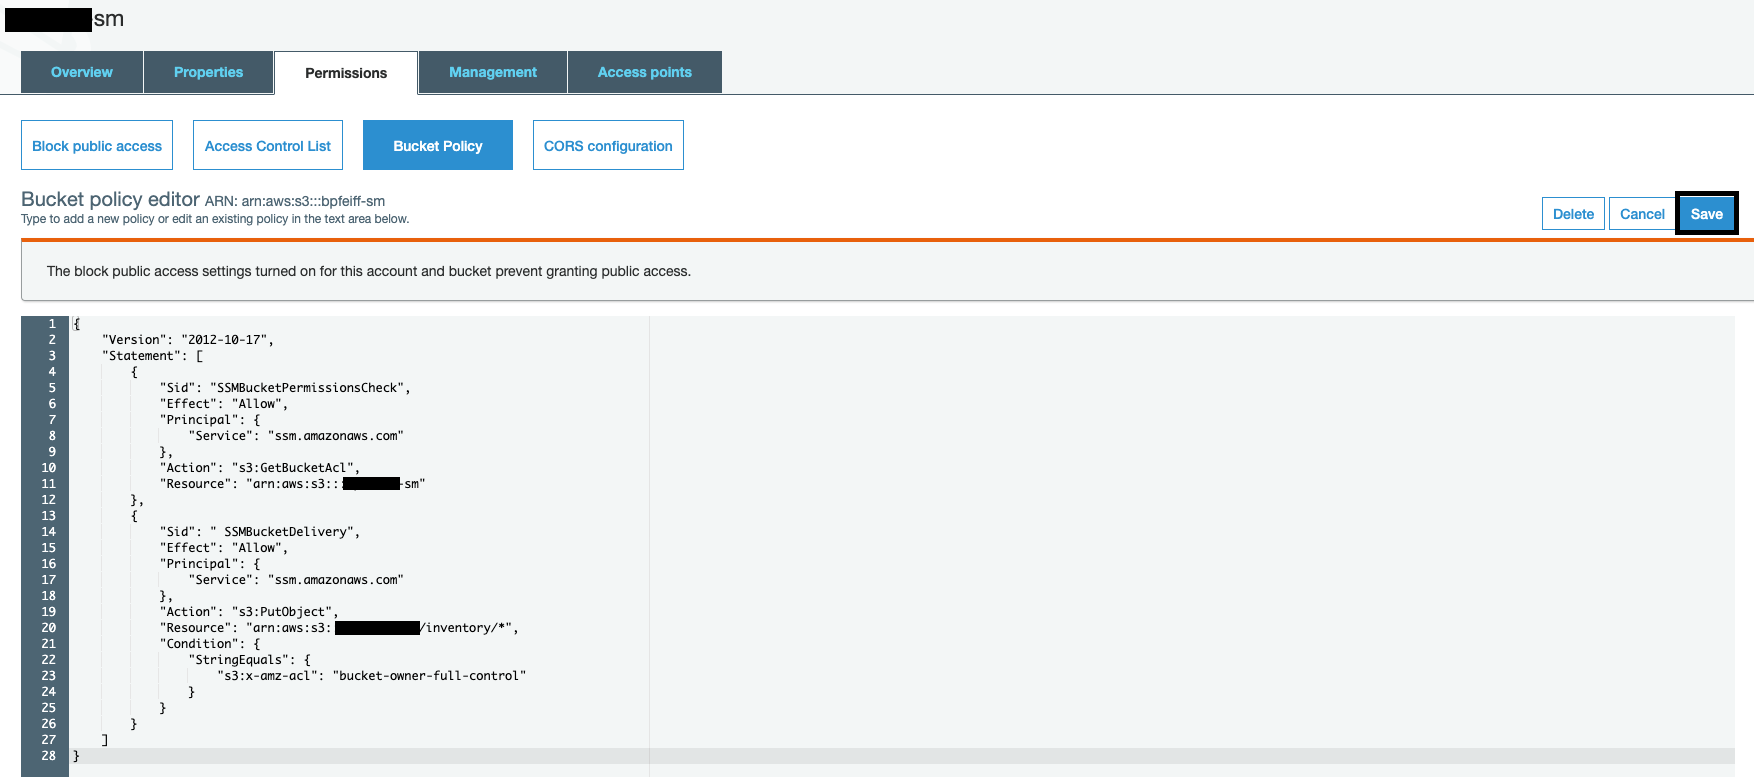 sm
Overview Properties Permissions Management Access points
Block public access Access Control List Bucket Policy CORS configuration
Bucket policy editor ARN: arn:aws:s3:::bpfeiff-sm
Type to add a new policy or edit an existing policy in the text area below.
Delete Cancel Save
The block public access settings turned on for this account and bucket prevent granting public access.
1 {
2 "Version": "2012-10-17",
3 "Statement": [
4 {
5 "Sid": "SSMBucketPermissionsCheck",
6 "Effect": "Allow",
7 "Principal": {
8 "Service": "ssm.amazonaws.com"
9 },
10 "Action": "s3:GetBucketAcl",
11 "Resource": "arn:aws:s3::: -sm"
12 },
13 {
14 "Sid": " SSMBucketDelivery",
15 "Effect": "Allow",
16 "Principal": {
17 "Service": "ssm.amazonaws.com"
18 },
19 "Action": "s3:PutObject",
20 "Resource": "arn:aws:s3: /inventory/*",
21 "Condition": {
22 "StringEquals": {
23 "s3:x-amz-acl": "bucket-owner-full-control"
24 }
25 }
26 }
27 ]
28 }